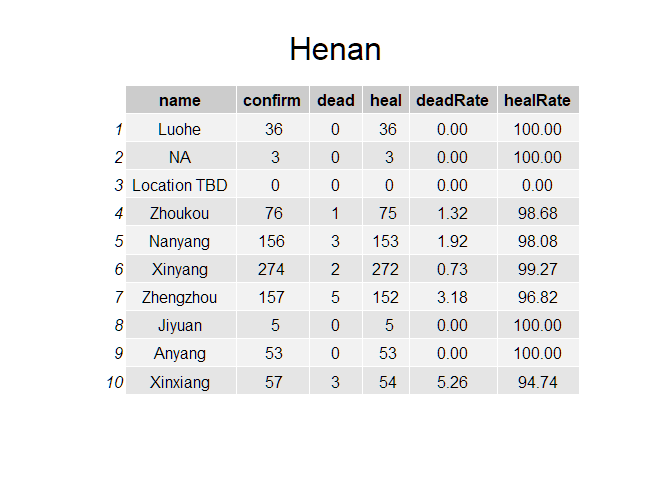 Henan
name confirm dead heal deadRate healRate
1 Luohe 36 0 36 0.00 100.00
2 NA 3 0 3 0.00 100.00
3 Location TBD 0 0 0 0.00 0.00
4 Zhoukou 76 1 75 1.32 98.68
5 Nanyang 156 3 153 1.92 98.08
6 Xinyang 274 2 272 0.73 99.27
7 Zhengzhou 157 5 152 3.18 96.82
8 Jiyuan 5 0 5 0.00 100.00
9 Anyang 53 0 53 0.00 100.00
10 Xinxiang 57 3 54 5.26 94.74